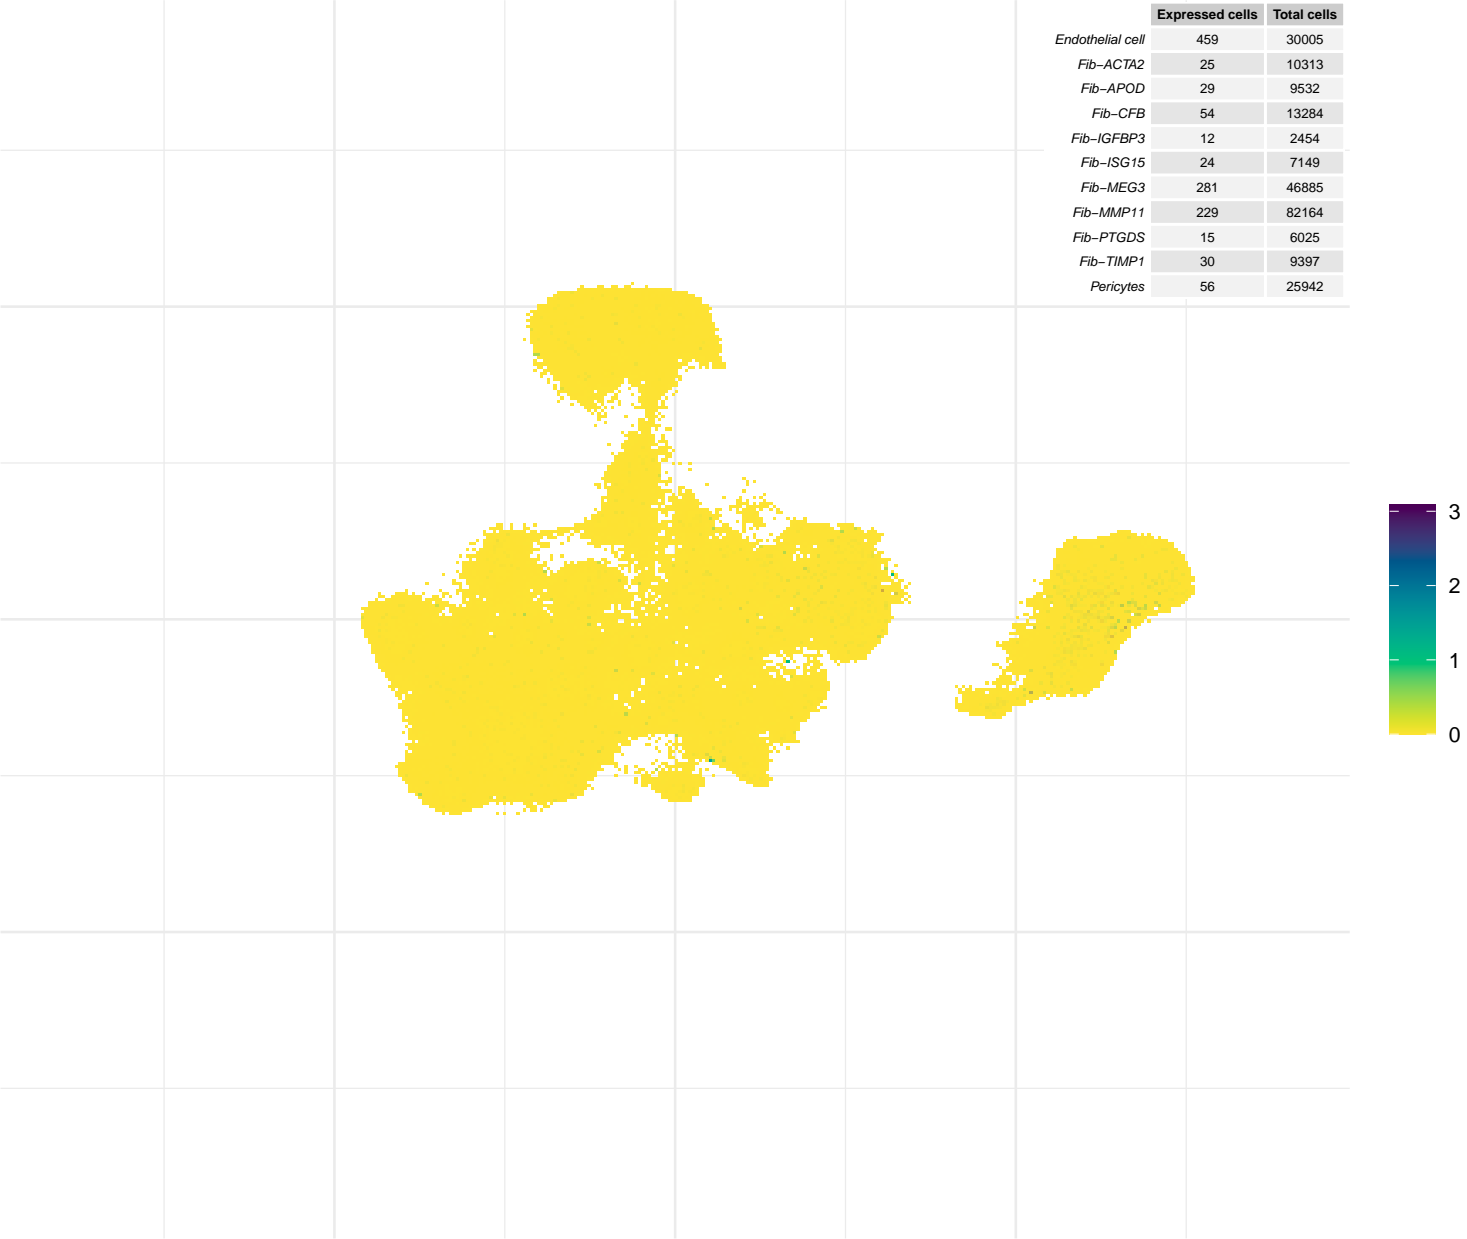 Expressed cells Total cells
Endothelial cell 459 30005
Fib−ACTA2 25 10313
Fib−APOD 29 9532
Fib−CFB 54 13284
Fib−IGFBP3 12 2454
Fib−ISG15 24 7149
Fib−MEG3 281 46885
Fib−MMP11 229 82164
Fib−PTGDS 15 6025
Fib−TIMP1 30 9397
Pericytes 56 25942
3
2
1
0